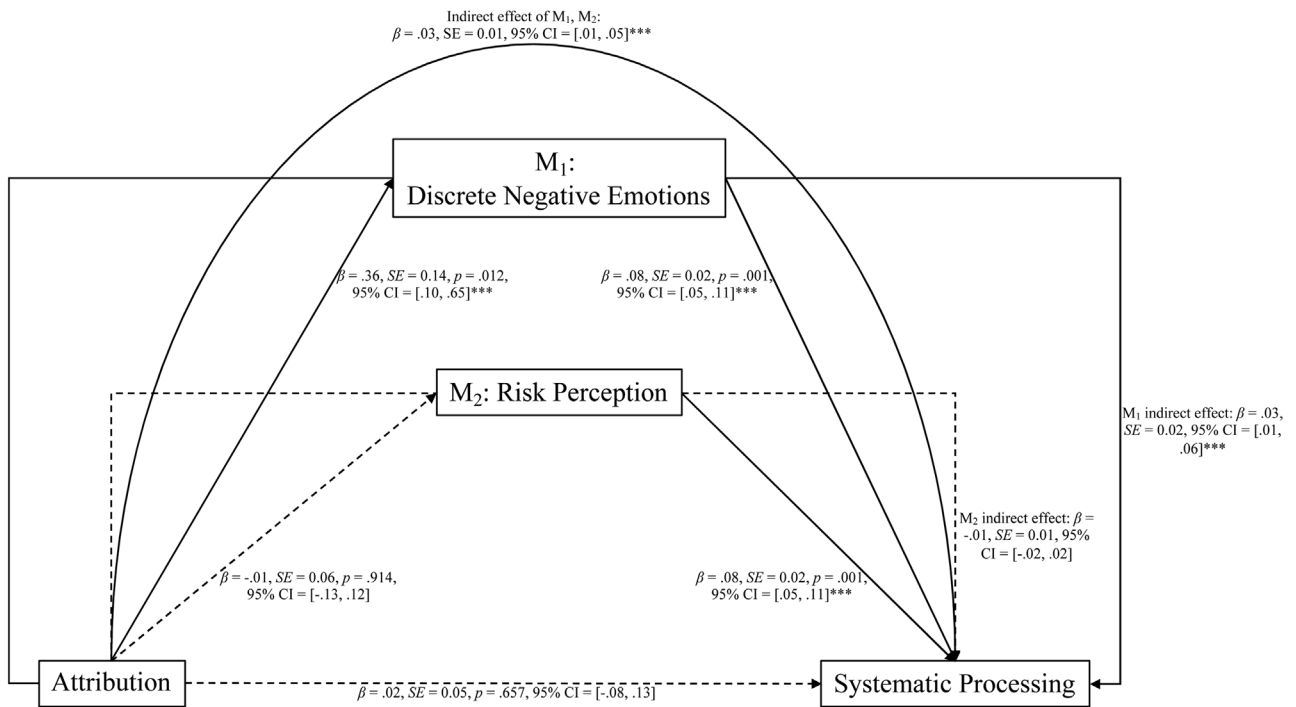 Indirect effect of M₁, M₂:
β = .03, SE = 0.01, 95% CI = [.01, .05]***
M₁:
Discrete Negative Emotions
β = .36, SE = 0.14, p = .012,
95% CI = [.10, .65]***
β = .08, SE = 0.02, p = .001,
95% CI = [.05, .11]***
M₂: Risk Perception
M₁ indirect effect: β = .03,
SE = 0.02, 95% CI = [.01,
.06]***
M₂ indirect effect: β =
-.01, SE = 0.01, 95%
CI = [-.02, .02]
β = -.01, SE = 0.06, p = .914,
95% CI = [-.13, .12]
β = .08, SE = 0.02, p = .001,
95% CI = [.05, .11]***
Attribution
β = .02, SE = 0.05, p = .657, 95% CI = [-.08, .13]
Systematic Processing